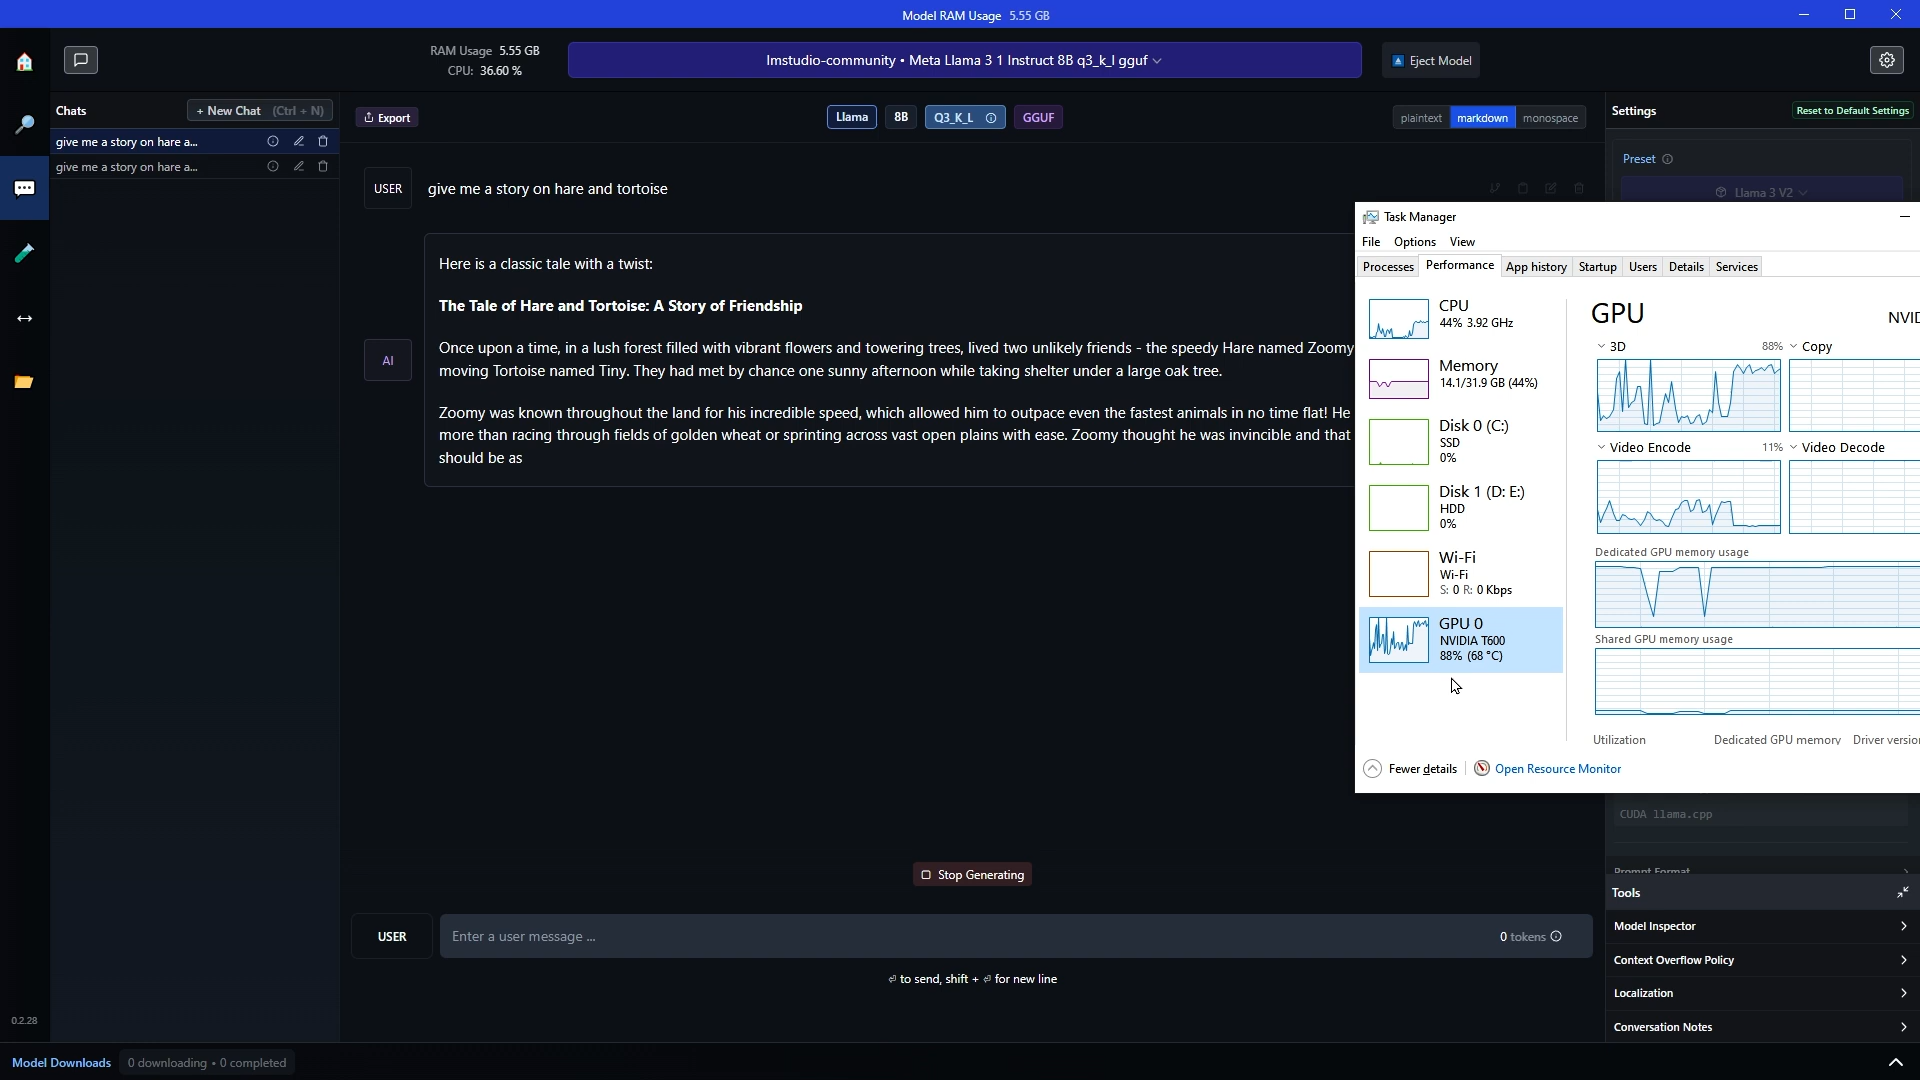 Model RAM Usage 5.55 GB
RAM Usage 5.55 GB
CPU: 36.60 %
lmstudio-community • Meta Llama 3 1 Instruct 8B q3_k_l gguf
Eject Model
Chats
+ New Chat (Ctrl + N)
give me a story on hare a...
give me a story on hare a...
Export
Llama
8B
Q3_K_L
GGUF
plaintext
markdown
monospace
Settings
Reset to Default Settings
Preset
Llama 3 V2
USER
give me a story on hare and tortoise
AI
Here is a classic tale with a twist:
The Tale of Hare and Tortoise: A Story of Friendship
Once upon a time, in a lush forest filled with vibrant flowers and towering trees, lived two unlikely friends - the speedy Hare named Zoomy
moving Tortoise named Tiny. They had met by chance one sunny afternoon while taking shelter under a large oak tree.
Zoomy was known throughout the land for his incredible speed, which allowed him to outpace even the fastest animals in no time flat! He
more than racing through fields of golden wheat or sprinting across vast open plains with ease. Zoomy thought he was invincible and that
should be as
Task Manager
File Options View
Processes Performance App history Startup Users Details Services
CPU
44% 3.92 GHz
Memory
14.1/31.9 GB (44%)
Disk 0 (C:)
SSD
0%
Disk 1 (D: E:)
HDD
0%
Wi-Fi
Wi-Fi
S: 0 R: 0 Kbps
GPU 0
NVIDIA T600
88% (68 °C)
GPU
NVID
3D 88%
Copy
Video Encode 11%
Video Decode
Dedicated GPU memory usage
Shared GPU memory usage
Utilization
Dedicated GPU memory
Driver version
Fewer details
Open Resource Monitor
CUDA llama.cpp
Prompt Format
Stop Generating
USER
Enter a user message ...
0 tokens
⏎ to send, shift + ⏎ for new line
Tools
Model Inspector
Context Overflow Policy
Localization
Conversation Notes
0.2.28
Model Downloads
0 downloading • 0 completed